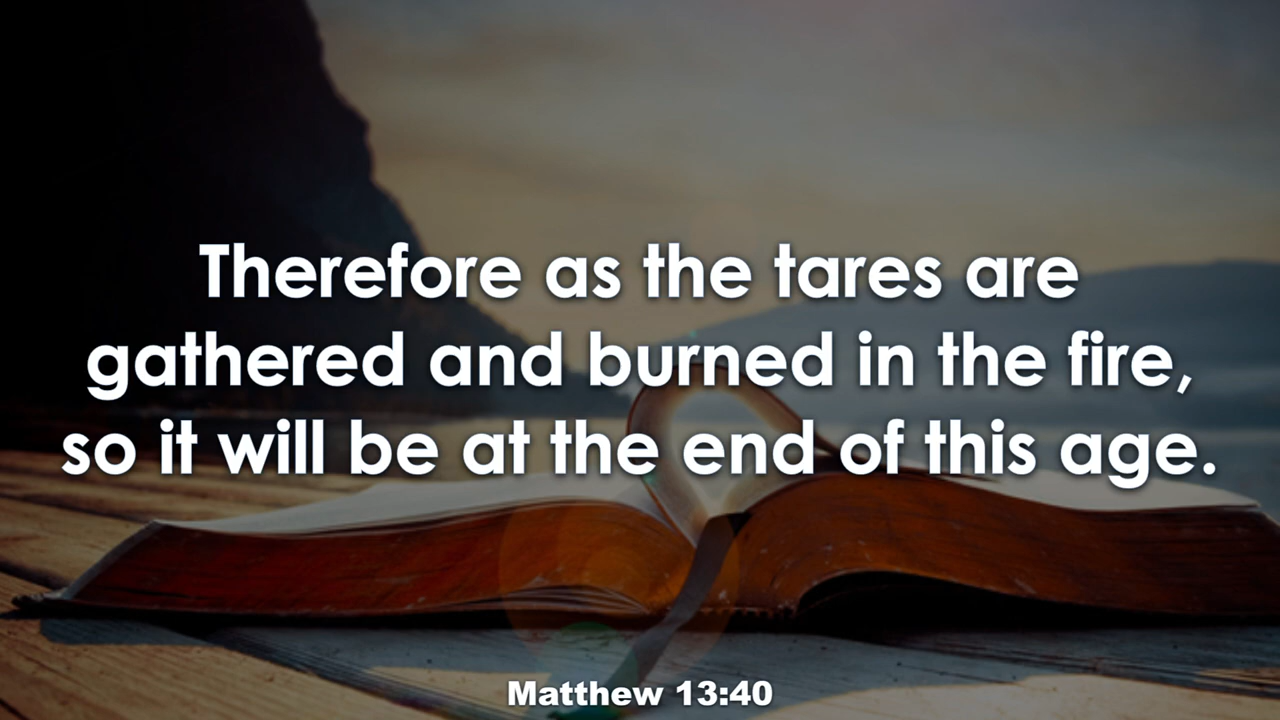 Therefore as the tares are
gathered and burned in the fire,
so it will be at the end of this age.
Matthew 13:40